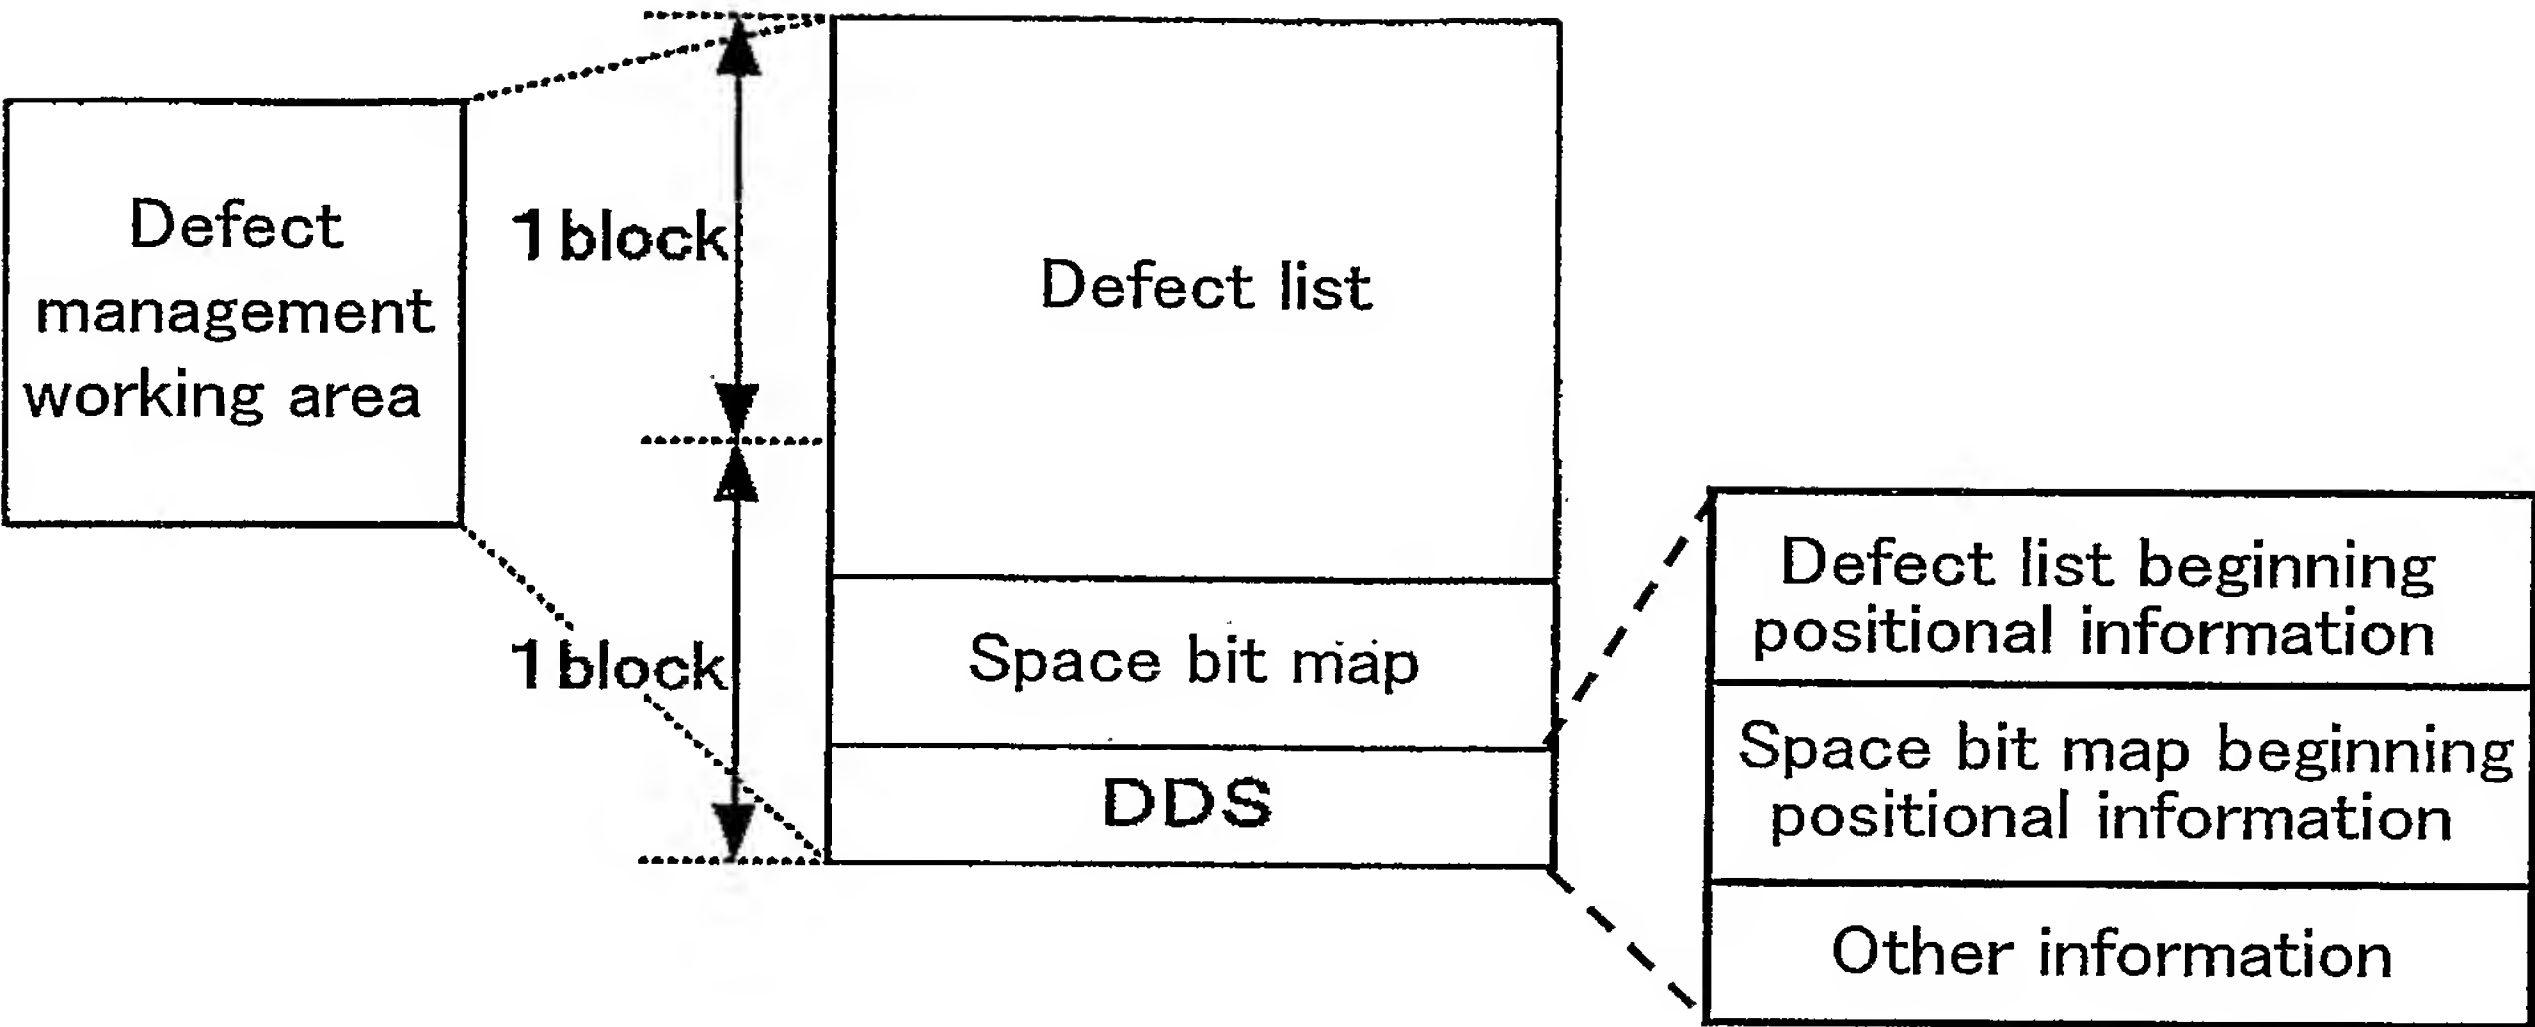 Defect
management
working area
1 block
1 block
Defect list
Space bit map
DDS
Defect list beginning
positional information
Space bit map beginning
positional information
Other information